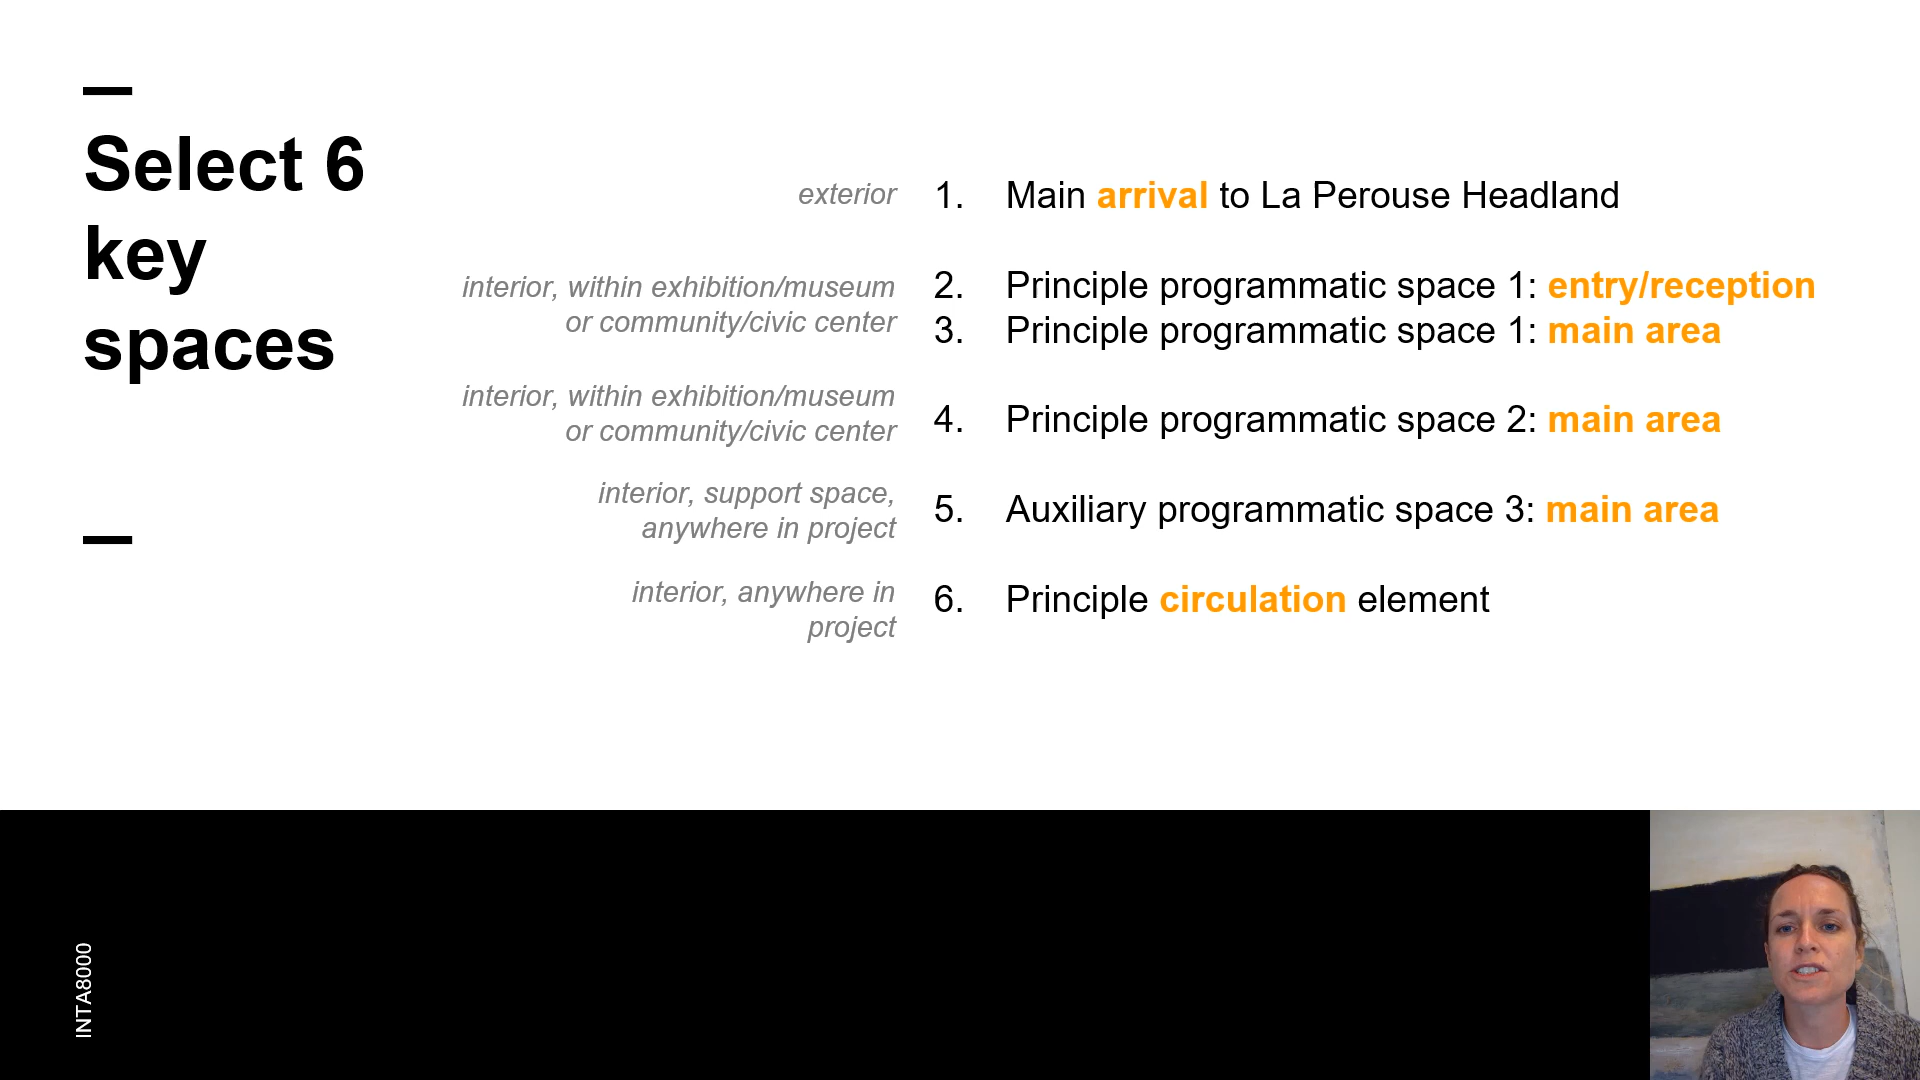 Select 6
key
spaces
exterior
1. Main arrival to La Perouse Headland
interior, within exhibition/museum
or community/civic center
2. Principle programmatic space 1: entry/reception
3. Principle programmatic space 1: main area
interior, within exhibition/museum
or community/civic center
4. Principle programmatic space 2: main area
interior, support space,
anywhere in project
5. Auxiliary programmatic space 3: main area
interior, anywhere in
project
6. Principle circulation element
INTA8000